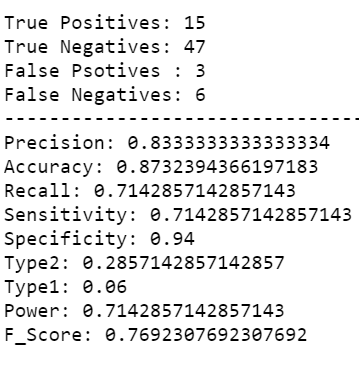 True Positives: 15
True Negatives: 47
False Psotives : 3
False Negatives: 6
--------------------------------
Precision: 0.8333333333333334
Accuracy: 0.8732394366197183
Recall: 0.7142857142857143
Sensitivity: 0.7142857142857143
Specificity: 0.94
Type2: 0.2857142857142857
Type1: 0.06
Power: 0.7142857142857143
F_Score: 0.7692307692307692